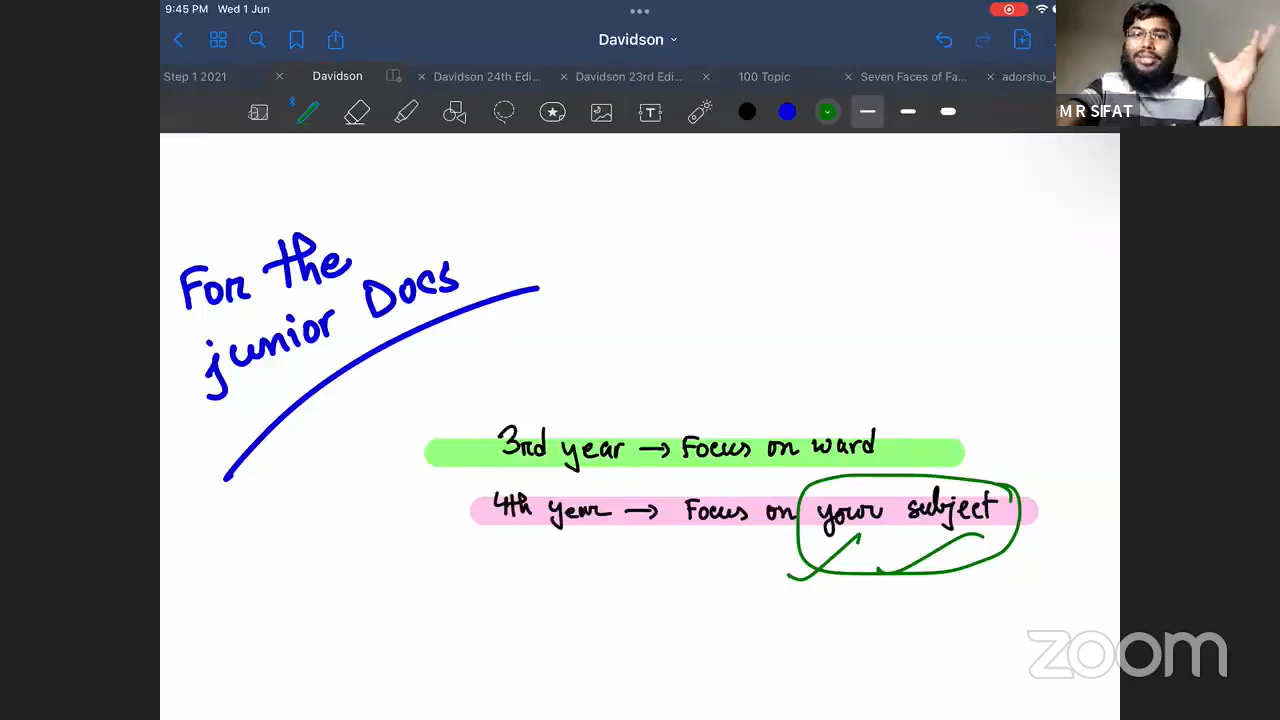 9:45 PM Wed 1 Jun
Davidson
Step 1 2021
Davidson
Davidson 24th Edi...
Davidson 23rd Edi...
100 Topic
Seven Faces of Fa...
adorsho_k
M R SIFAT
For the
junior Docs
3rd year → Focus on ward
4th year → Focus on your subject
zoom